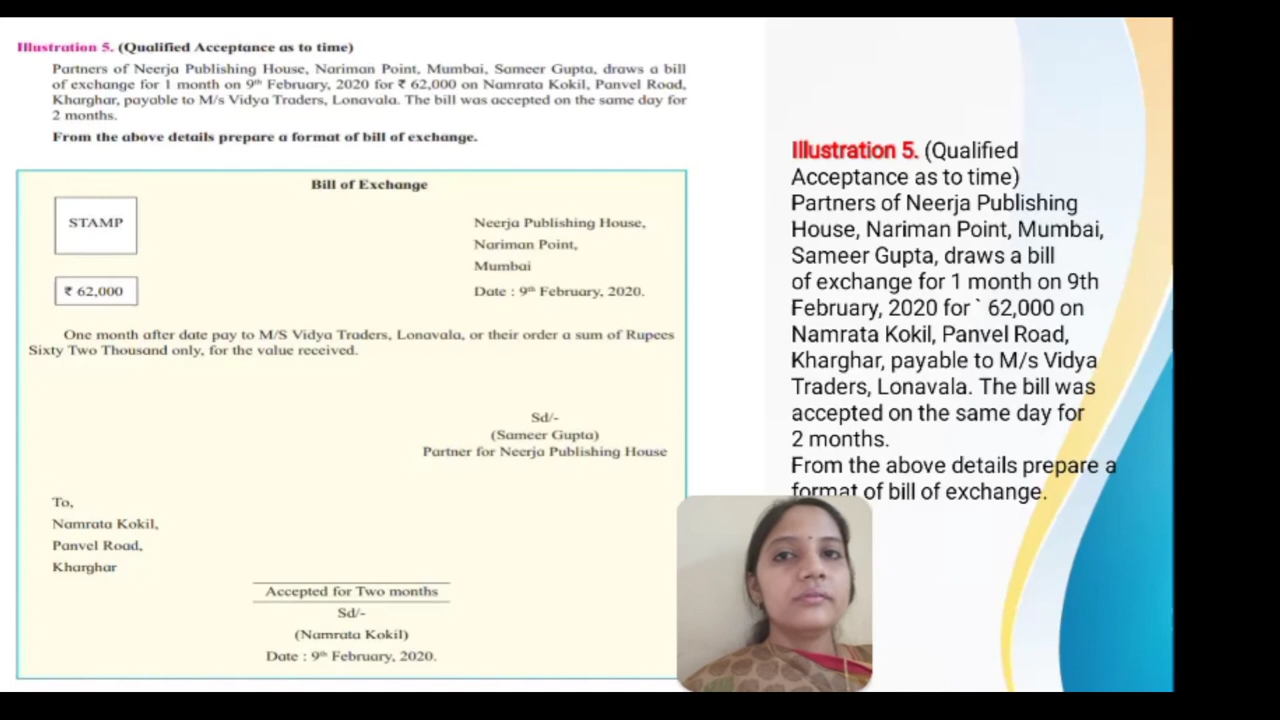 Illustration 5. (Qualified Acceptance as to time)
Partners of Neerja Publishing House, Nariman Point, Mumbai, Sameer Gupta, draws a bill
of exchange for 1 month on 9th February, 2020 for ₹ 62,000 on Namrata Kokil, Panvel Road,
Kharghar, payable to M/s Vidya Traders, Lonavala. The bill was accepted on the same day for
2 months.
From the above details prepare a format of bill of exchange.
Bill of Exchange
STAMP
Neerja Publishing House,
Nariman Point,
Mumbai
₹ 62,000
Date : 9th February, 2020.
One month after date pay to M/S Vidya Traders, Lonavala, or their order a sum of Rupees
Sixty Two Thousand only, for the value received.
Sd/-
(Sameer Gupta)
Partner for Neerja Publishing House
To,
Namrata Kokil,
Panvel Road,
Kharghar
Accepted for Two months
Sd/-
(Namrata Kokil)
Date : 9th February, 2020.
Illustration 5. (Qualified
Acceptance as to time)
Partners of Neerja Publishing
House, Nariman Point, Mumbai,
Sameer Gupta, draws a bill
of exchange for 1 month on 9th
February, 2020 for ` 62,000 on
Namrata Kokil, Panvel Road,
Kharghar, payable to M/s Vidya
Traders, Lonavala. The bill was
accepted on the same day for
2 months.
From the above details prepare a
format of bill of exchange.